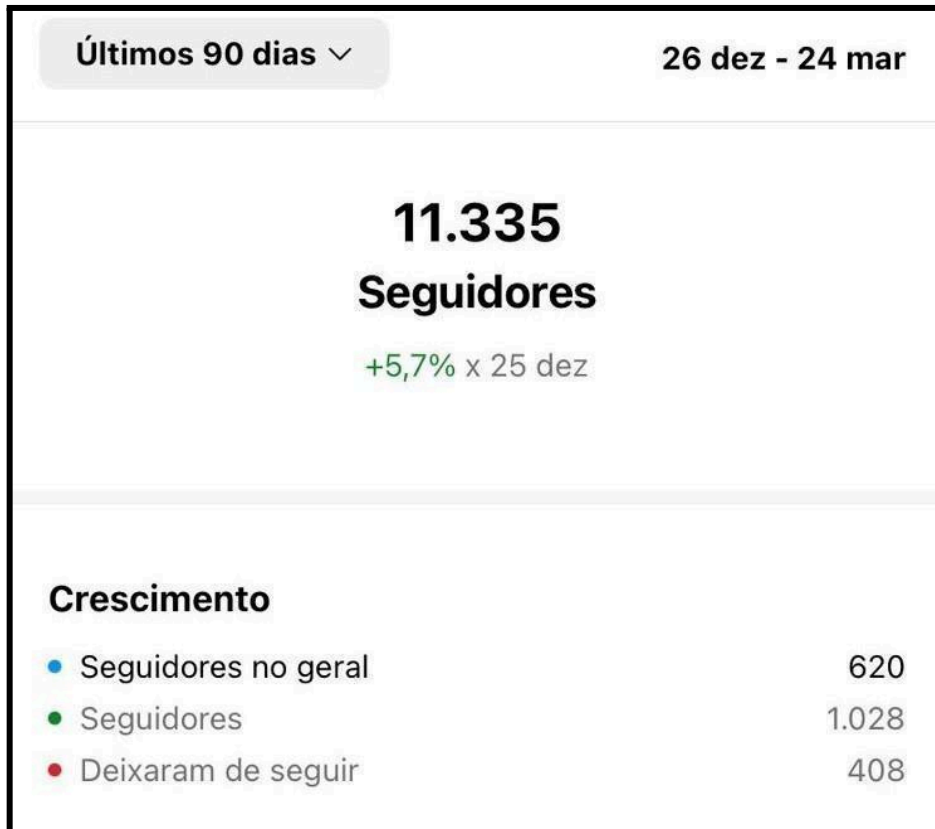 Últimos 90 dias
26 dez - 24 mar
11.335
Seguidores
+5,7% x 25 dez
Crescimento
Seguidores no geral 620
Seguidores 1.028
Deixaram de seguir 408